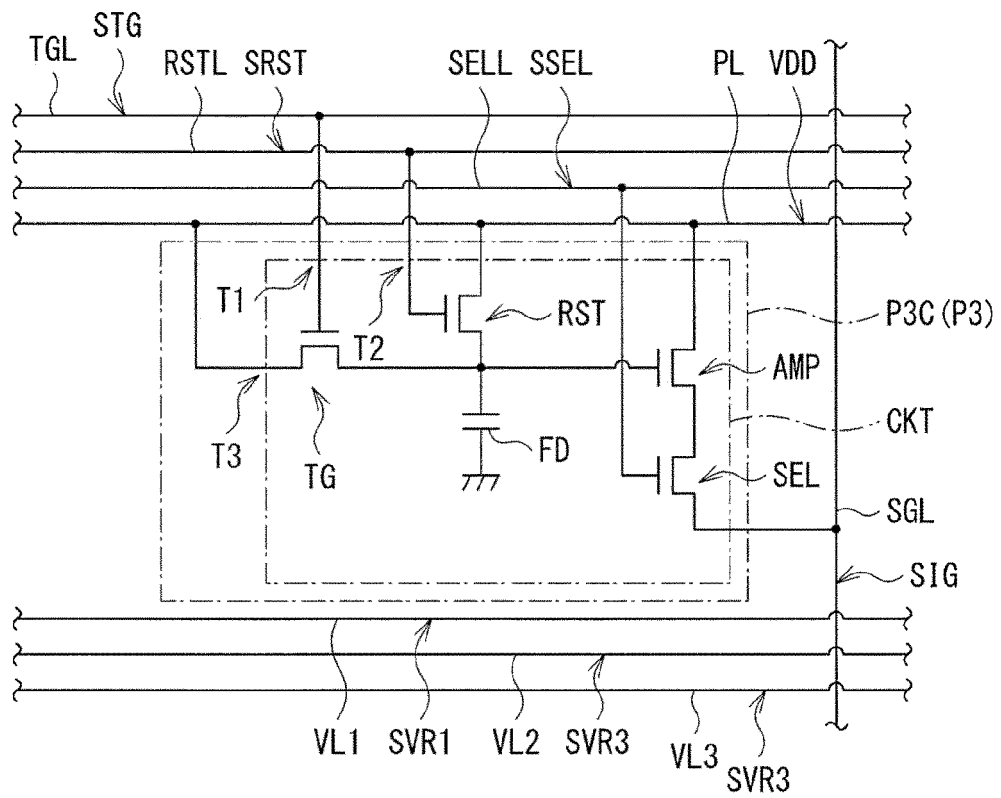 STG
TGL
RSTL SRST
SELL SSEL
PL VDD
T1
T2
RST
P3C(P3)
AMP
T3
TG
FD
CKT
SEL
SGL
SIG
VL1
SVR1
VL2
SVR3
VL3
SVR3